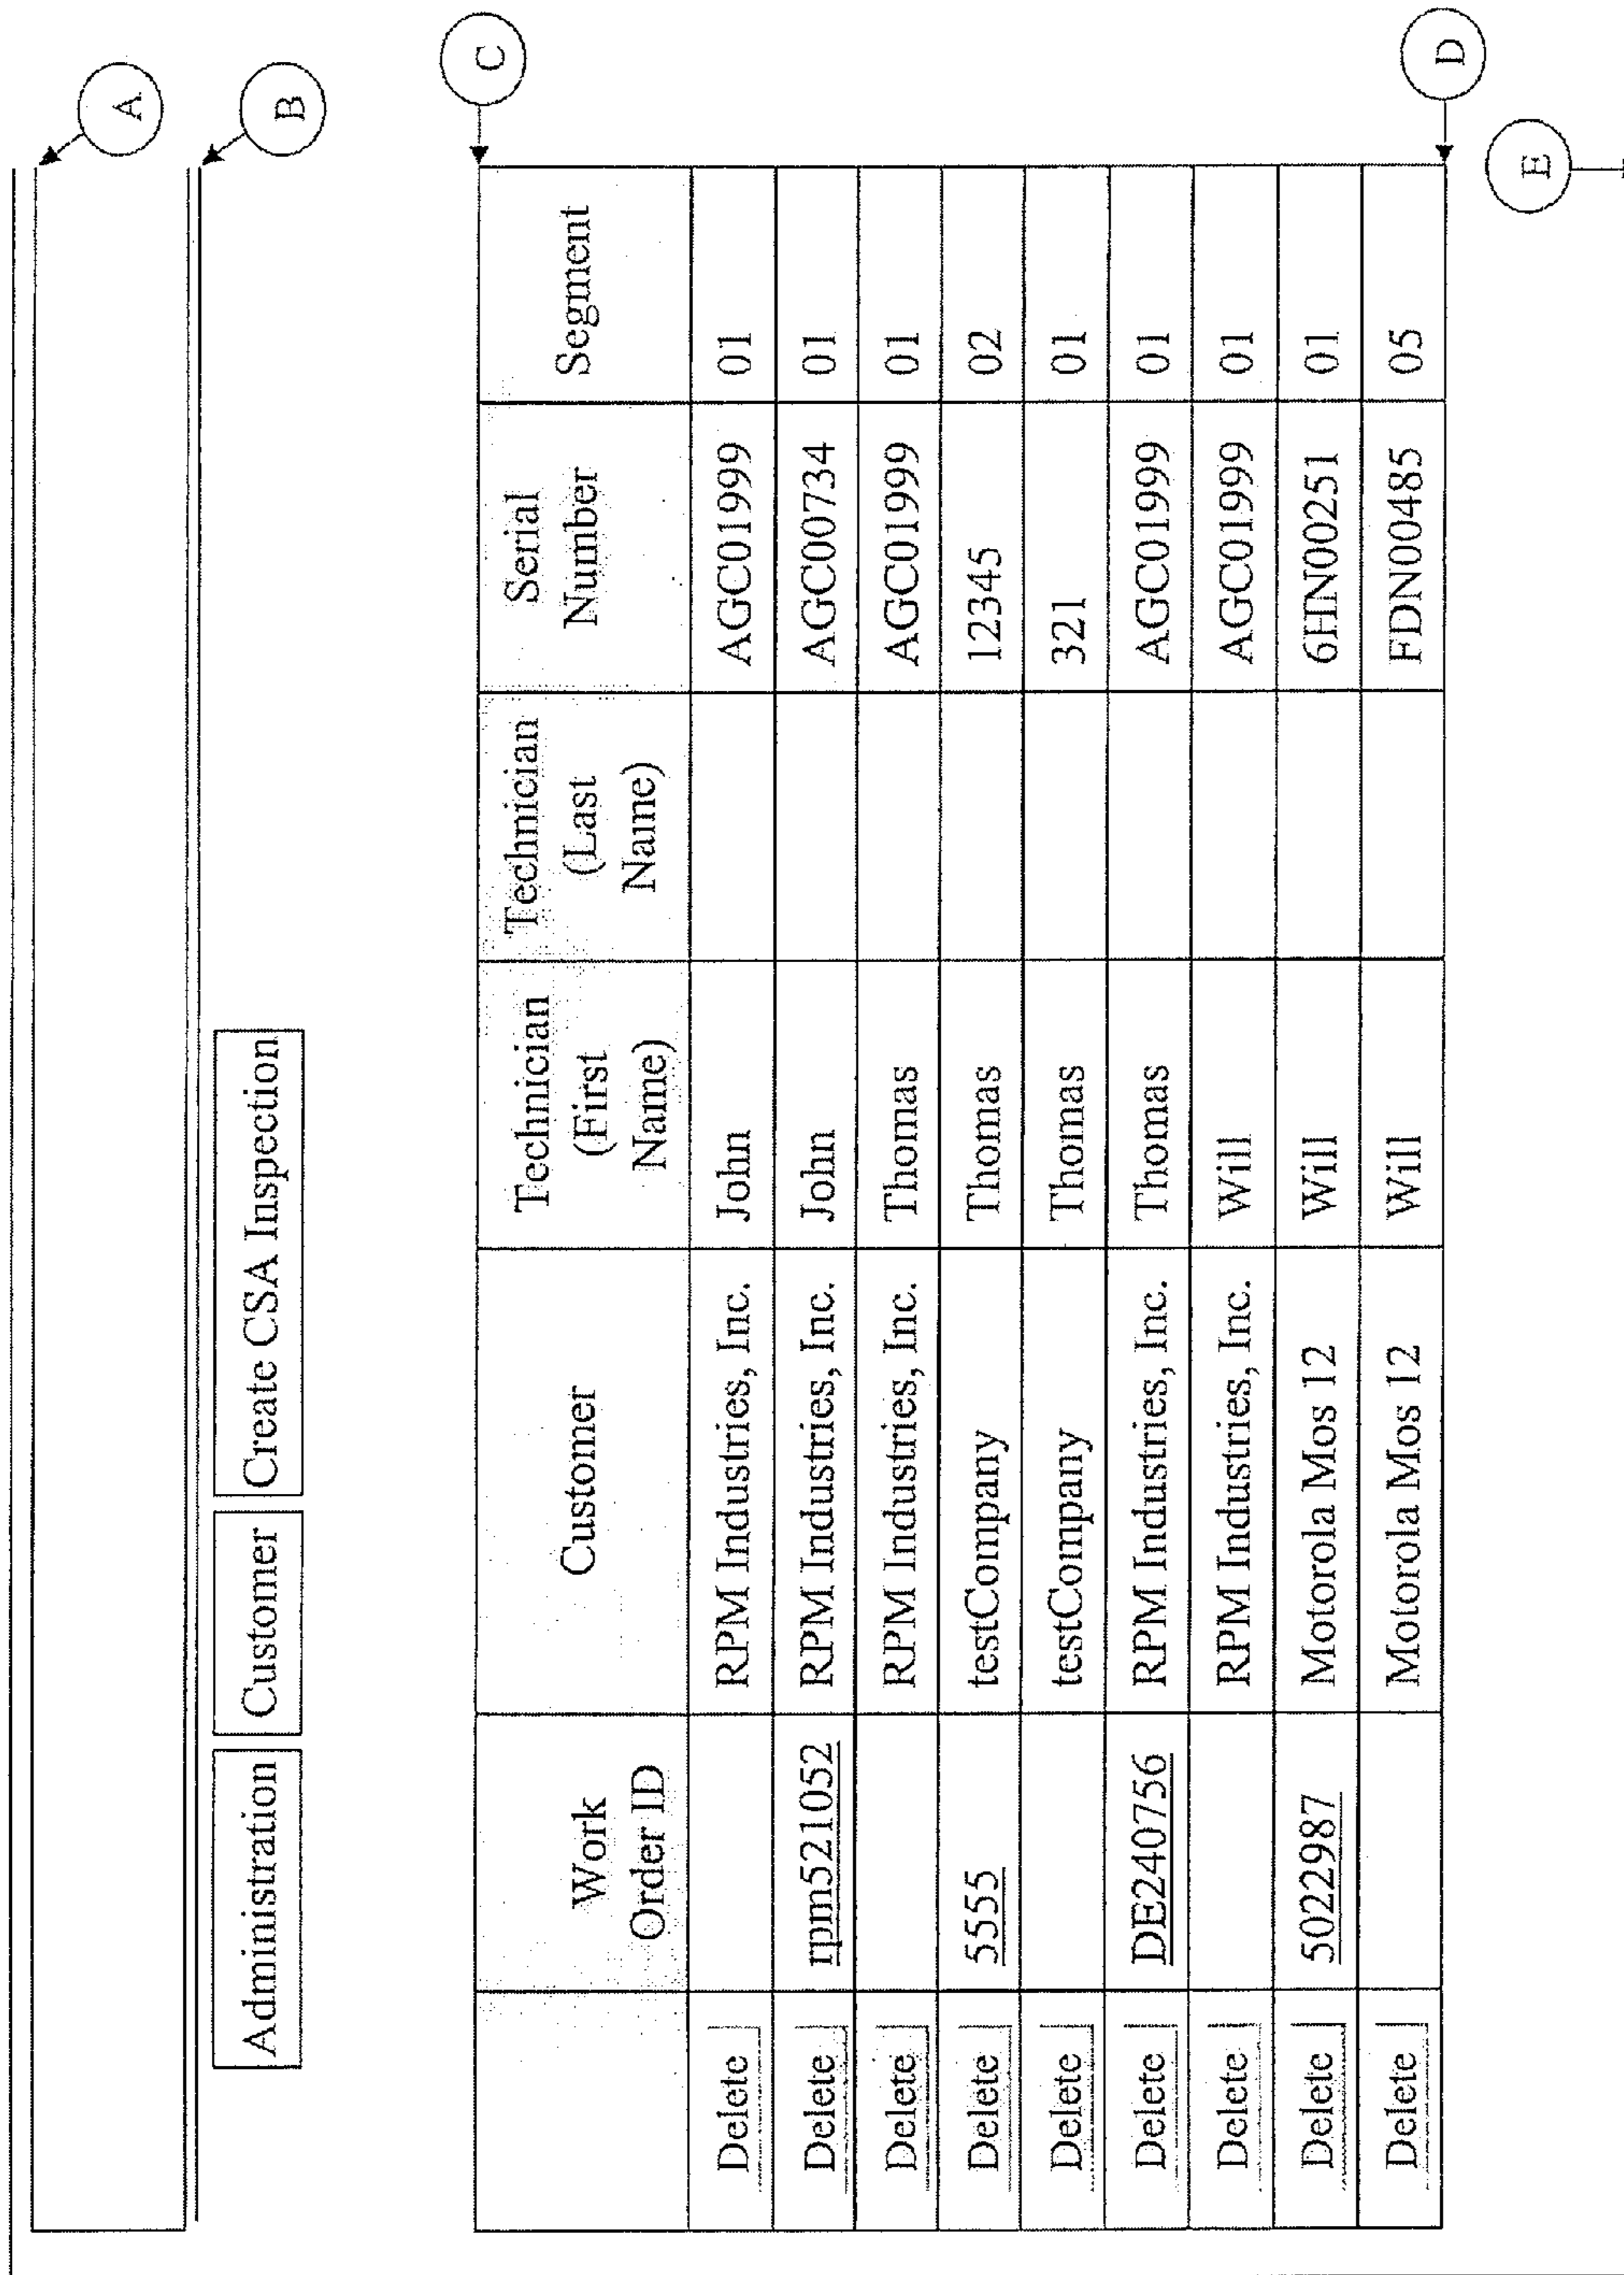 A
B
Administration Customer Create CSA Inspection
C
Work Order ID Customer Technician (First Name) Technician (Last Name) Serial Number Segment
Delete RPM Industries, Inc. John AGC01999 01
Delete rpm521052 RPM Industries, Inc. John AGC00734 01
Delete RPM Industries, Inc. Thomas AGC01999 01
Delete 5555 testCompany Thomas 12345 02
Delete testCompany Thomas 321 01
Delete DE240756 RPM Industries, Inc. Thomas AGC01999 01
Delete RPM Industries, Inc. Will AGC01999 01
Delete 5022987 Motorola Mos 12 Will 6HN00251 01
Delete Motorola Mos 12 Will FDN00485 05
D
E